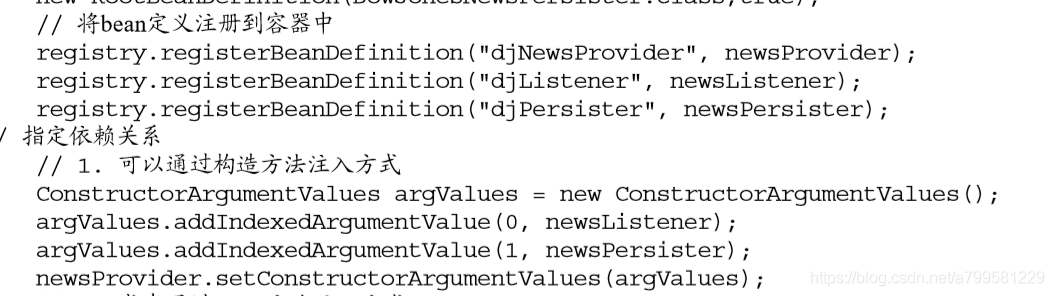 new RootBeanDefinition(DowJonesNewsPersister.class,true);
// 将bean定义注册到容器中
registry.registerBeanDefinition("djNewsProvider", newsProvider);
registry.registerBeanDefinition("djListener", newsListener);
registry.registerBeanDefinition("djPersister", newsPersister);
/ 指定依赖关系
// 1. 可以通过构造方法注入方式
ConstructorArgumentValues argValues = new ConstructorArgumentValues();
argValues.addIndexedArgumentValue(0, newsListener);
argValues.addIndexedArgumentValue(1, newsPersister);
newsProvider.setConstructorArgumentValues(argValues);
https://blog.csdn.net/a799581229